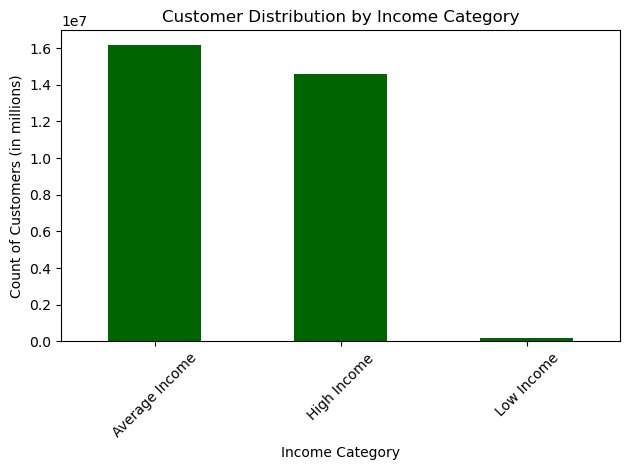 Customer Distribution by Income Category
1e7
Count of Customers (in millions)
1.6
1.4
1.2
1.0
0.8
0.6
0.4
0.2
0.0
Average Income
High Income
Low Income
Income Category